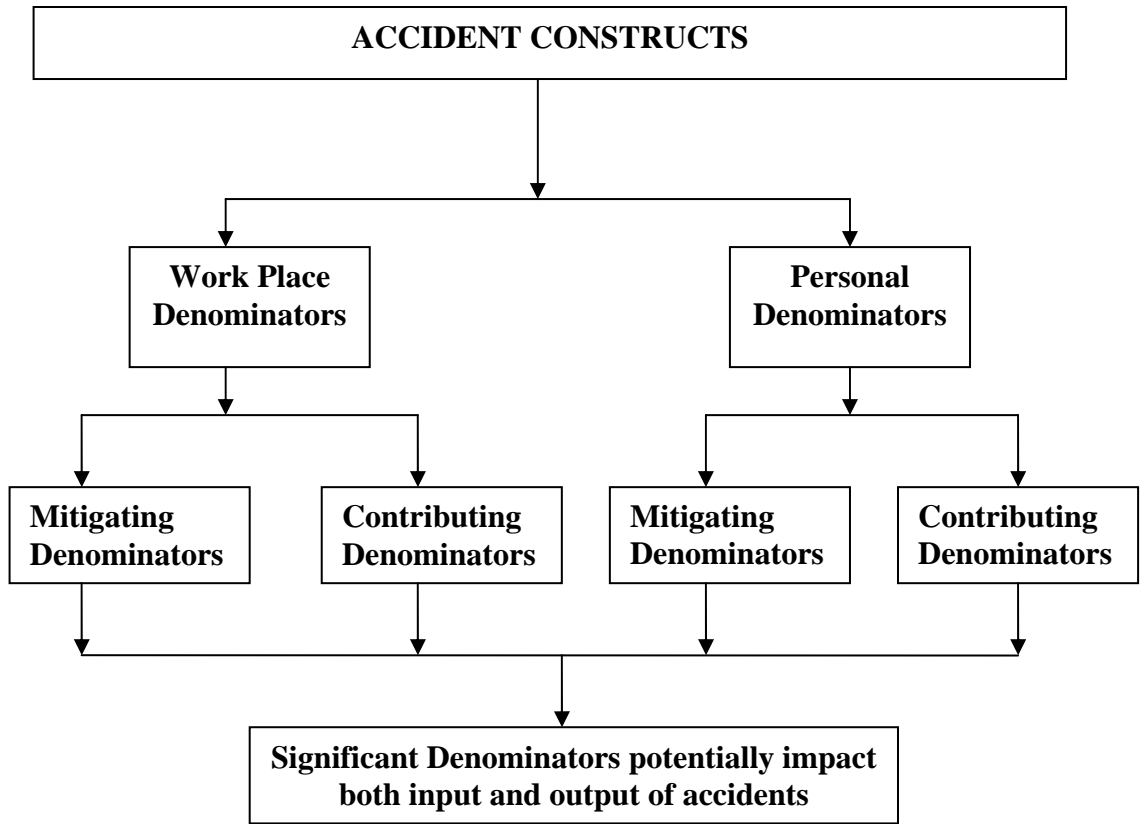 ACCIDENT CONSTRUCTS
Work Place
Denominators
Personal
Denominators
Mitigating
Denominators
Contributing
Denominators
Mitigating
Denominators
Contributing
Denominators
Significant Denominators potentially impact
both input and output of accidents